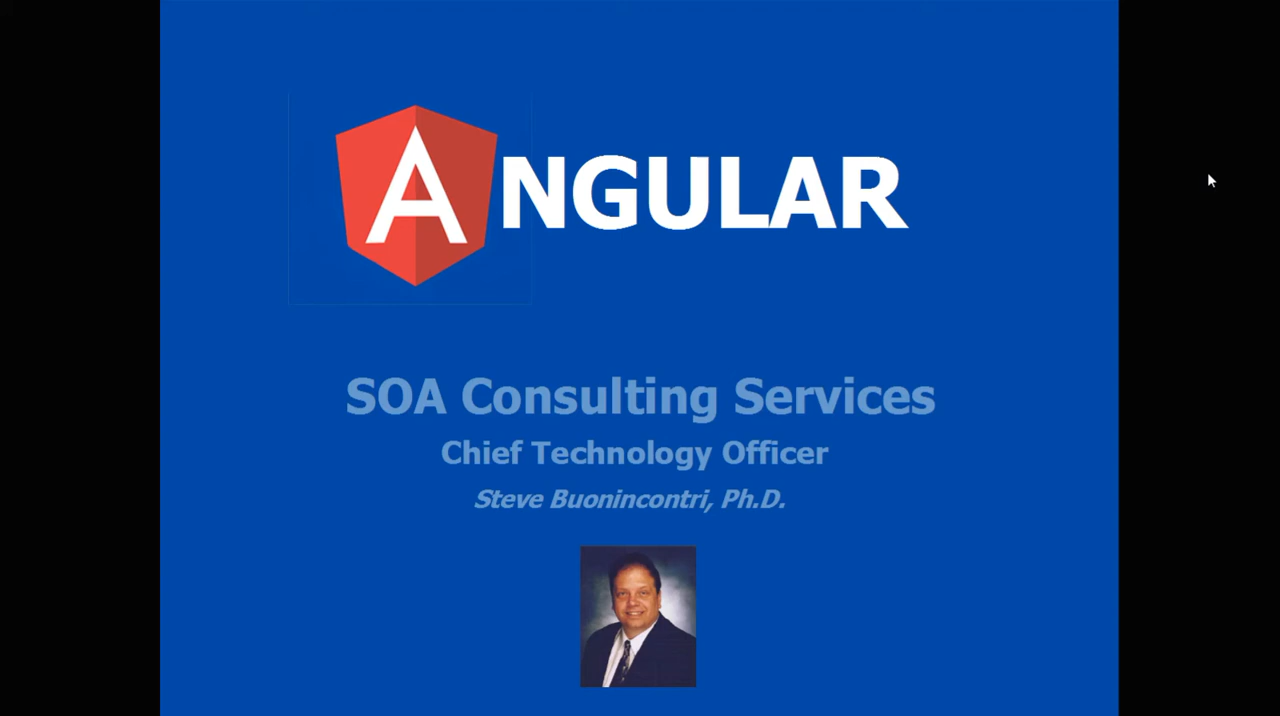 ANGULAR
SOA Consulting Services
Chief Technology Officer
Steve Buonincontri, Ph.D.